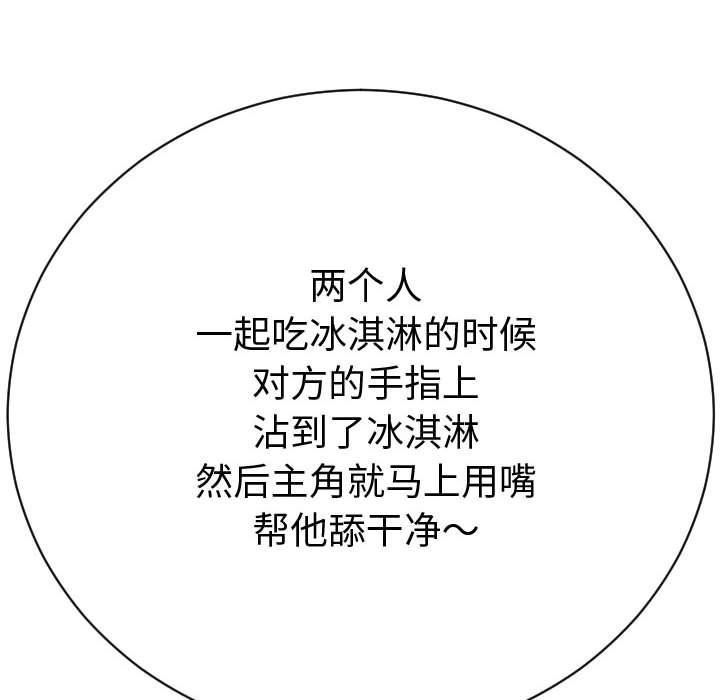 两个人
一起吃冰淇淋的时候
对方的手指上
沾到了冰淇淋
然后主角就马上用嘴
帮他舔干净～